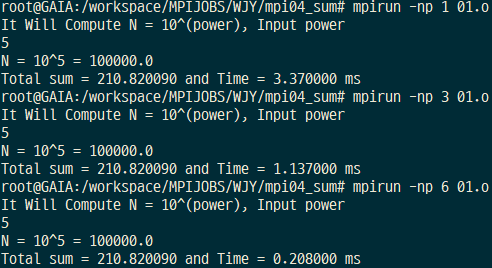 root@GAIA:/workspace/MPIJOBS/WJY/mpi04_sum# mpirun -np 1 01.o
It Will Compute N = 10^(power), Input power
5
N = 10^5 = 100000.0
Total sum = 210.820090 and Time = 3.370000 ms
root@GAIA:/workspace/MPIJOBS/WJY/mpi04_sum# mpirun -np 3 01.o
It Will Compute N = 10^(power), Input power
5
N = 10^5 = 100000.0
Total sum = 210.820090 and Time = 1.137000 ms
root@GAIA:/workspace/MPIJOBS/WJY/mpi04_sum# mpirun -np 6 01.o
It Will Compute N = 10^(power), Input power
5
N = 10^5 = 100000.0
Total sum = 210.820090 and Time = 0.208000 ms